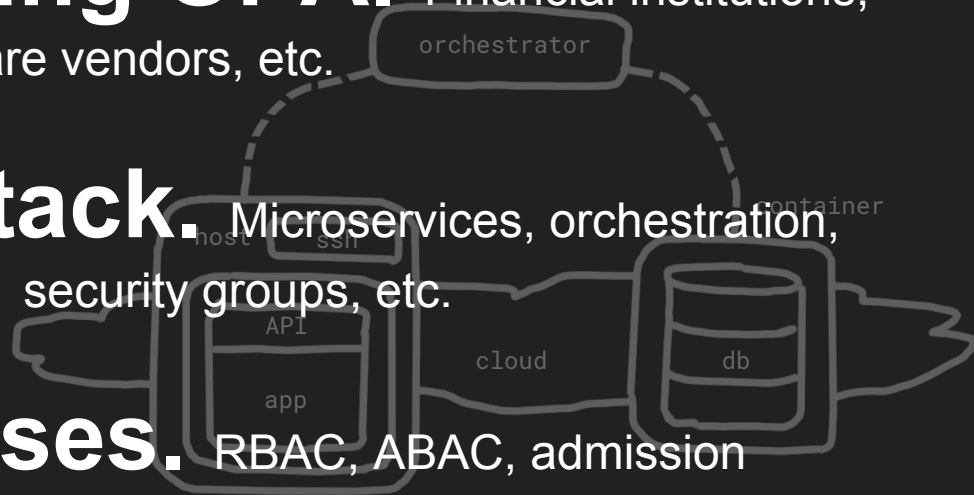 orchestrator
are vendors, etc.
tack. Microservices, orchestration,
container
host
ssh
security groups, etc.
API
cloud
db
app
ses. RBAC, ABAC, admission